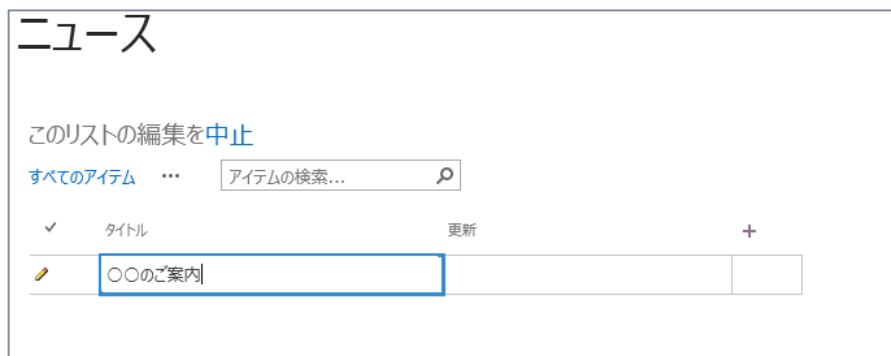 ニュース
このリストの編集を中止
すべてのアイテム ••• アイテムの検索...
タイトル 更新 +
○○のご案内